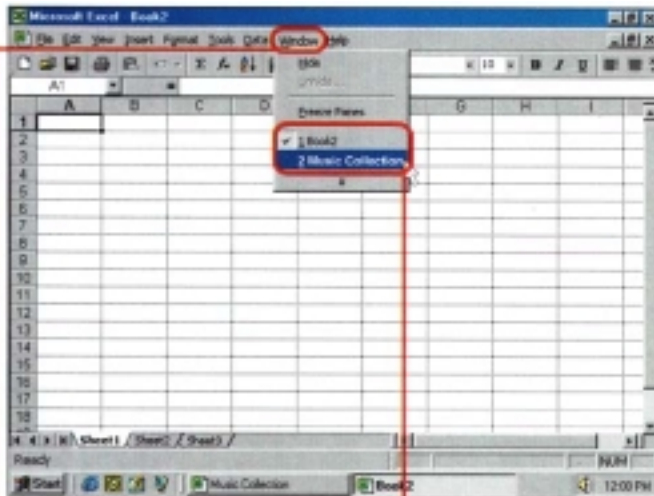 Microsoft Excel - Book2
File Edit View Insert Format Tools Data Window Help
10 B I U
A1 =
Hide
Unhide...
Freeze Panes
1 Book2
2 Music Collection
A B C D G H I
1
2
3
4
5
6
7
8
9
10
11
12
13
14
15
16
17
18
Sheet1 Sheet2 Sheet3
Ready NUM
Start Music Collection Book2 12:00 PM